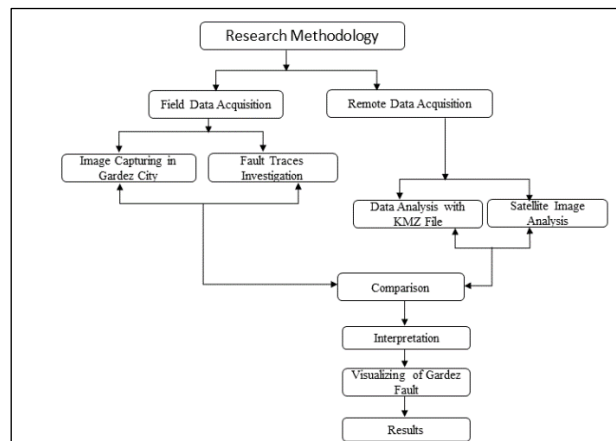 Research Methodology
Field Data Acquisition
Remote Data Acquisition
Image Capturing in
Gardez City
Fault Traces
Investigation
Data Analysis with
KMZ File
Satellite Image
Analysis
Comparison
Interpretation
Visualizing of Gardez
Fault
Results